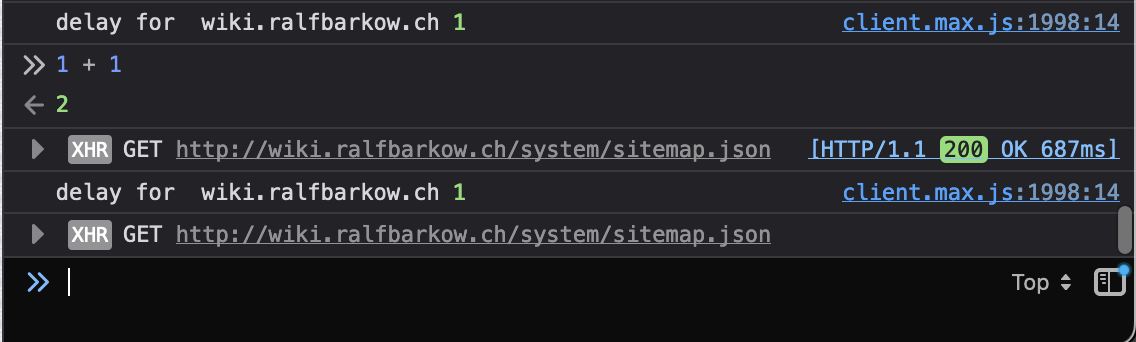 delay for  wiki.ralfbarkow.ch 1 client.max.js:1998:14
1 + 1
2
XHR GET http://wiki.ralfbarkow.ch/system/sitemap.json [HTTP/1.1 200 OK 687ms]
delay for  wiki.ralfbarkow.ch 1 client.max.js:1998:14
XHR GET http://wiki.ralfbarkow.ch/system/sitemap.json
Top